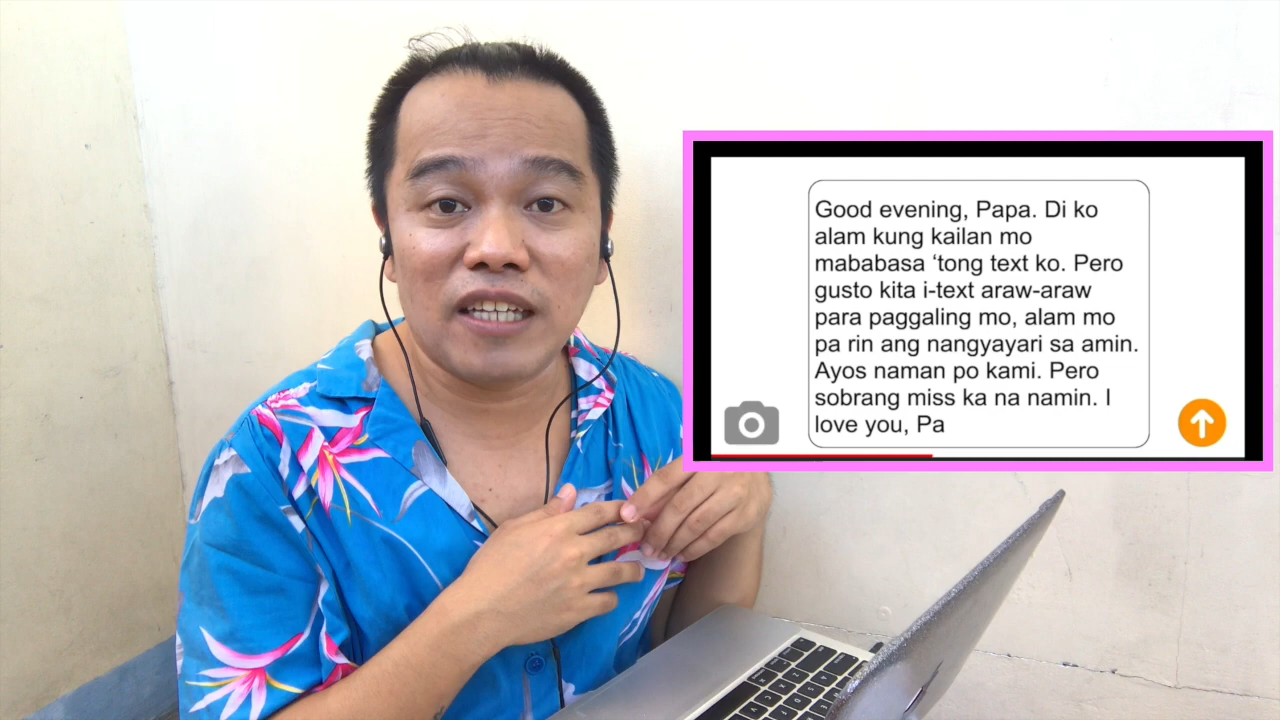 Good evening, Papa. Di ko
alam kung kailan mo
mababasa ‘tong text ko. Pero
gusto kita i-text araw-araw
para paggaling mo, alam mo
pa rin ang nangyayari sa amin.
Ayos naman po kami. Pero
sobrang miss ka na namin. I
love you, Pa